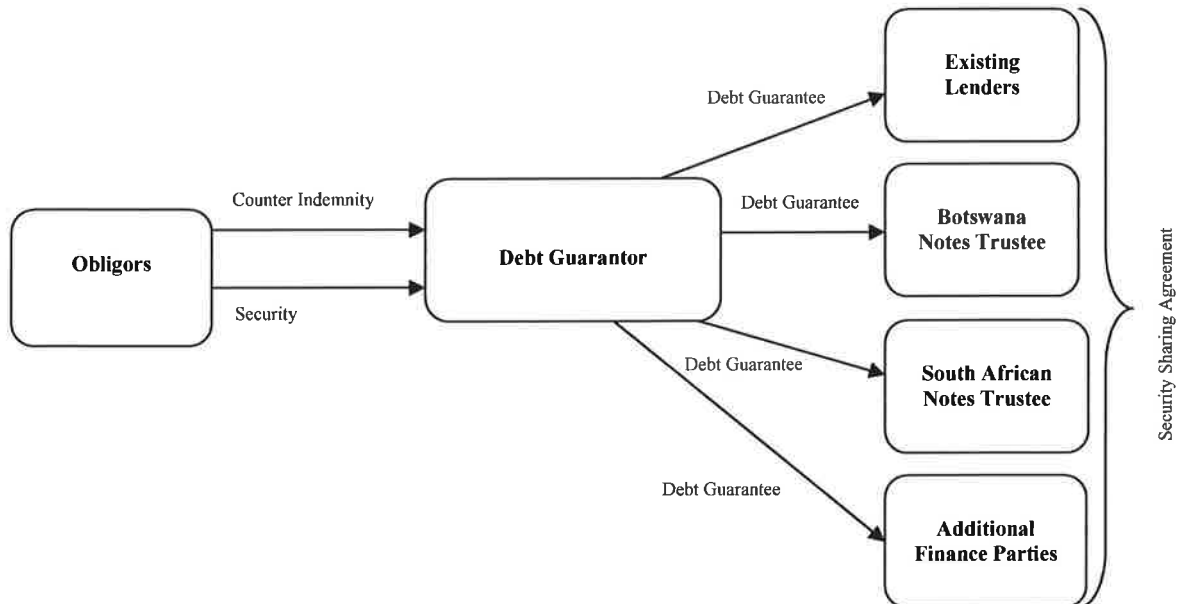 Existing
Lenders
Debt Guarantee
Counter Indemnity
Debt Guarantee
Botswana
Notes Trustee
Obligors
Debt Guarantor
Security
Debt Guarantee
South African
Notes Trustee
Debt Guarantee
Additional
Finance Parties
Security Sharing Agreement